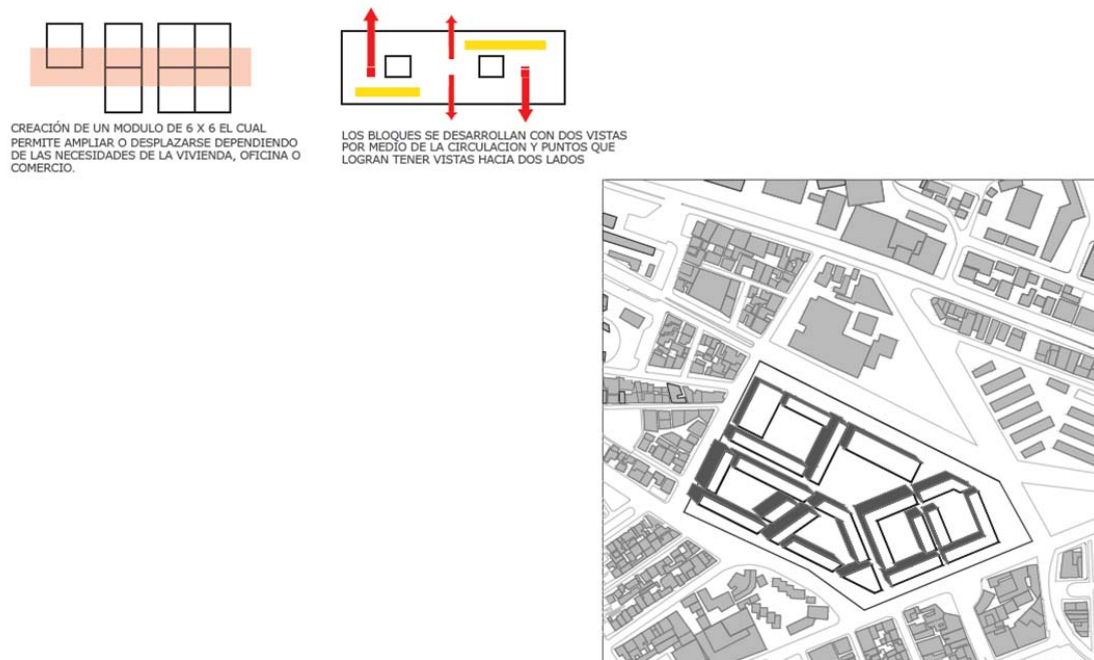 CREACIÓN DE UN MODULO DE 6 X 6 EL CUAL
PERMITE AMPLIAR O DESPLAZARSE DEPENDIENDO
DE LAS NECESIDADES DE LA VIVIENDA, OFICINA O
COMERCIO.
LOS BLOQUES SE DESARROLLAN CON DOS VISTAS
POR MEDIO DE LA CIRCULACION Y PUNTOS QUE
LOGRAN TENER VISTAS HACIA DOS LADOS